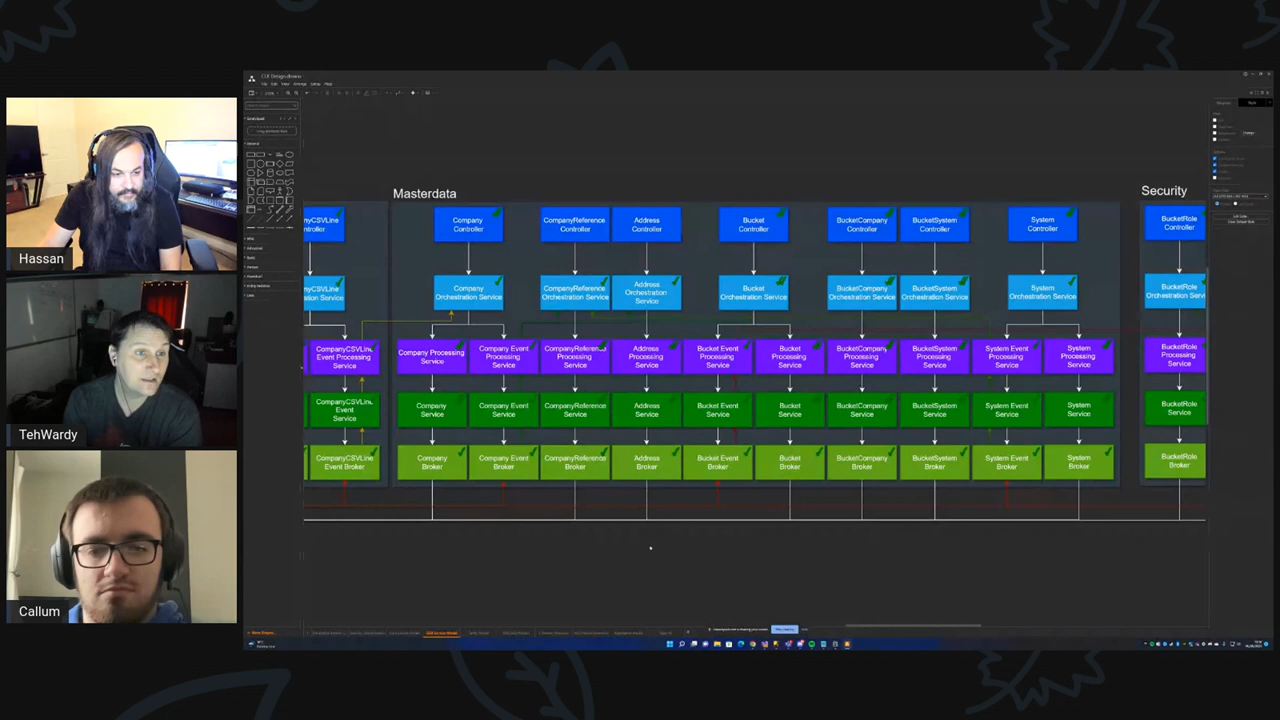 Hassan
TehWardy
Callum
CLX Design.drawio
Masterdata
Security
Company
Controller
CompanyReference
Controller
Address
Controller
Bucket
Controller
BucketCompany
Controller
BucketSystem
Controller
System
Controller
BucketRole
Controller
Company
Orchestration Service
CompanyReference
Orchestration Service
Address
Orchestration
Service
Bucket
Orchestration Service
BucketCompany
Orchestration Service
BucketSystem
Orchestration Service
System
Orchestration Service
BucketRole
Orchestration Servic
CompanyCSVLine
Event Processing
Service
Company Processing
Service
Company Event
Processing
Service
CompanyReference
Processing
Service
Address
Processing
Service
Bucket Event
Processing
Service
Bucket
Processing
Service
BucketCompany
Processing
Service
BucketSystem
Processing
Service
System Event
Processing
Service
System
Processing
Service
BucketRole
Processing
Service
CompanyCSVLine
Event
Service
Company
Service
Company Event
Service
CompanyReference
Service
Address
Service
Bucket Event
Service
Bucket
Service
BucketCompany
Service
BucketSystem
Service
System Event
Service
System
Service
BucketRole
Service
CompanyCSVLine
Event Broker
Company
Broker
Company Event
Broker
CompanyReference
Broker
Address
Broker
Bucket Event
Broker
Bucket
Broker
BucketCompany
Broker
BucketSystem
Broker
System Event
Broker
System
Broker
BucketRole
Broker